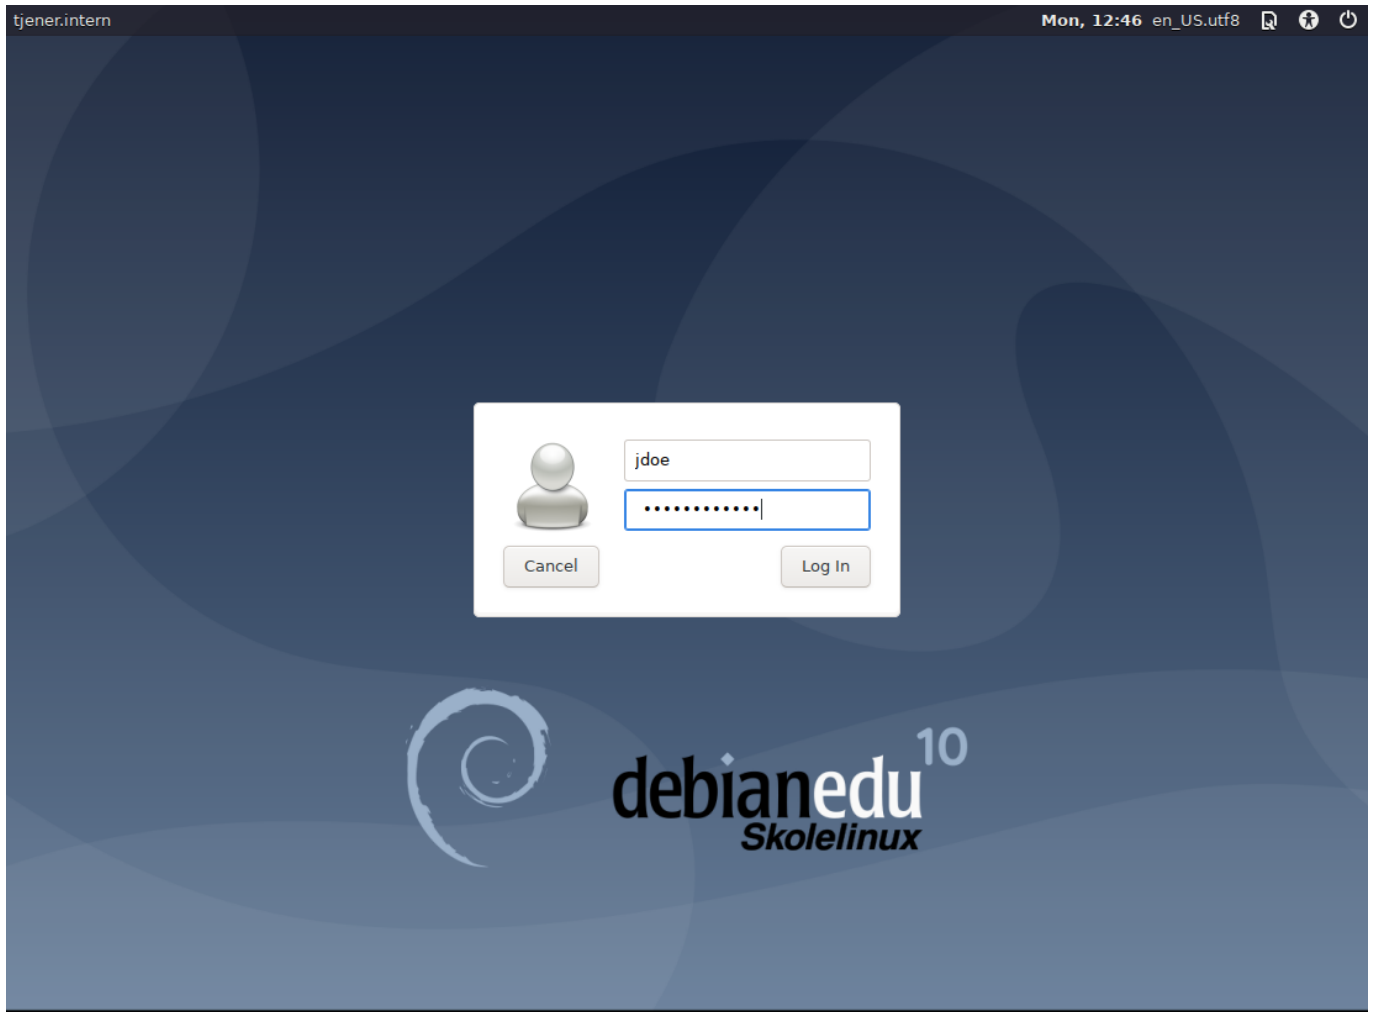 tjener.intern
Mon, 12:46 en_US.utf8
jdoe
••••••••••••
Cancel
Log In
debianedu 10
Skolelinux